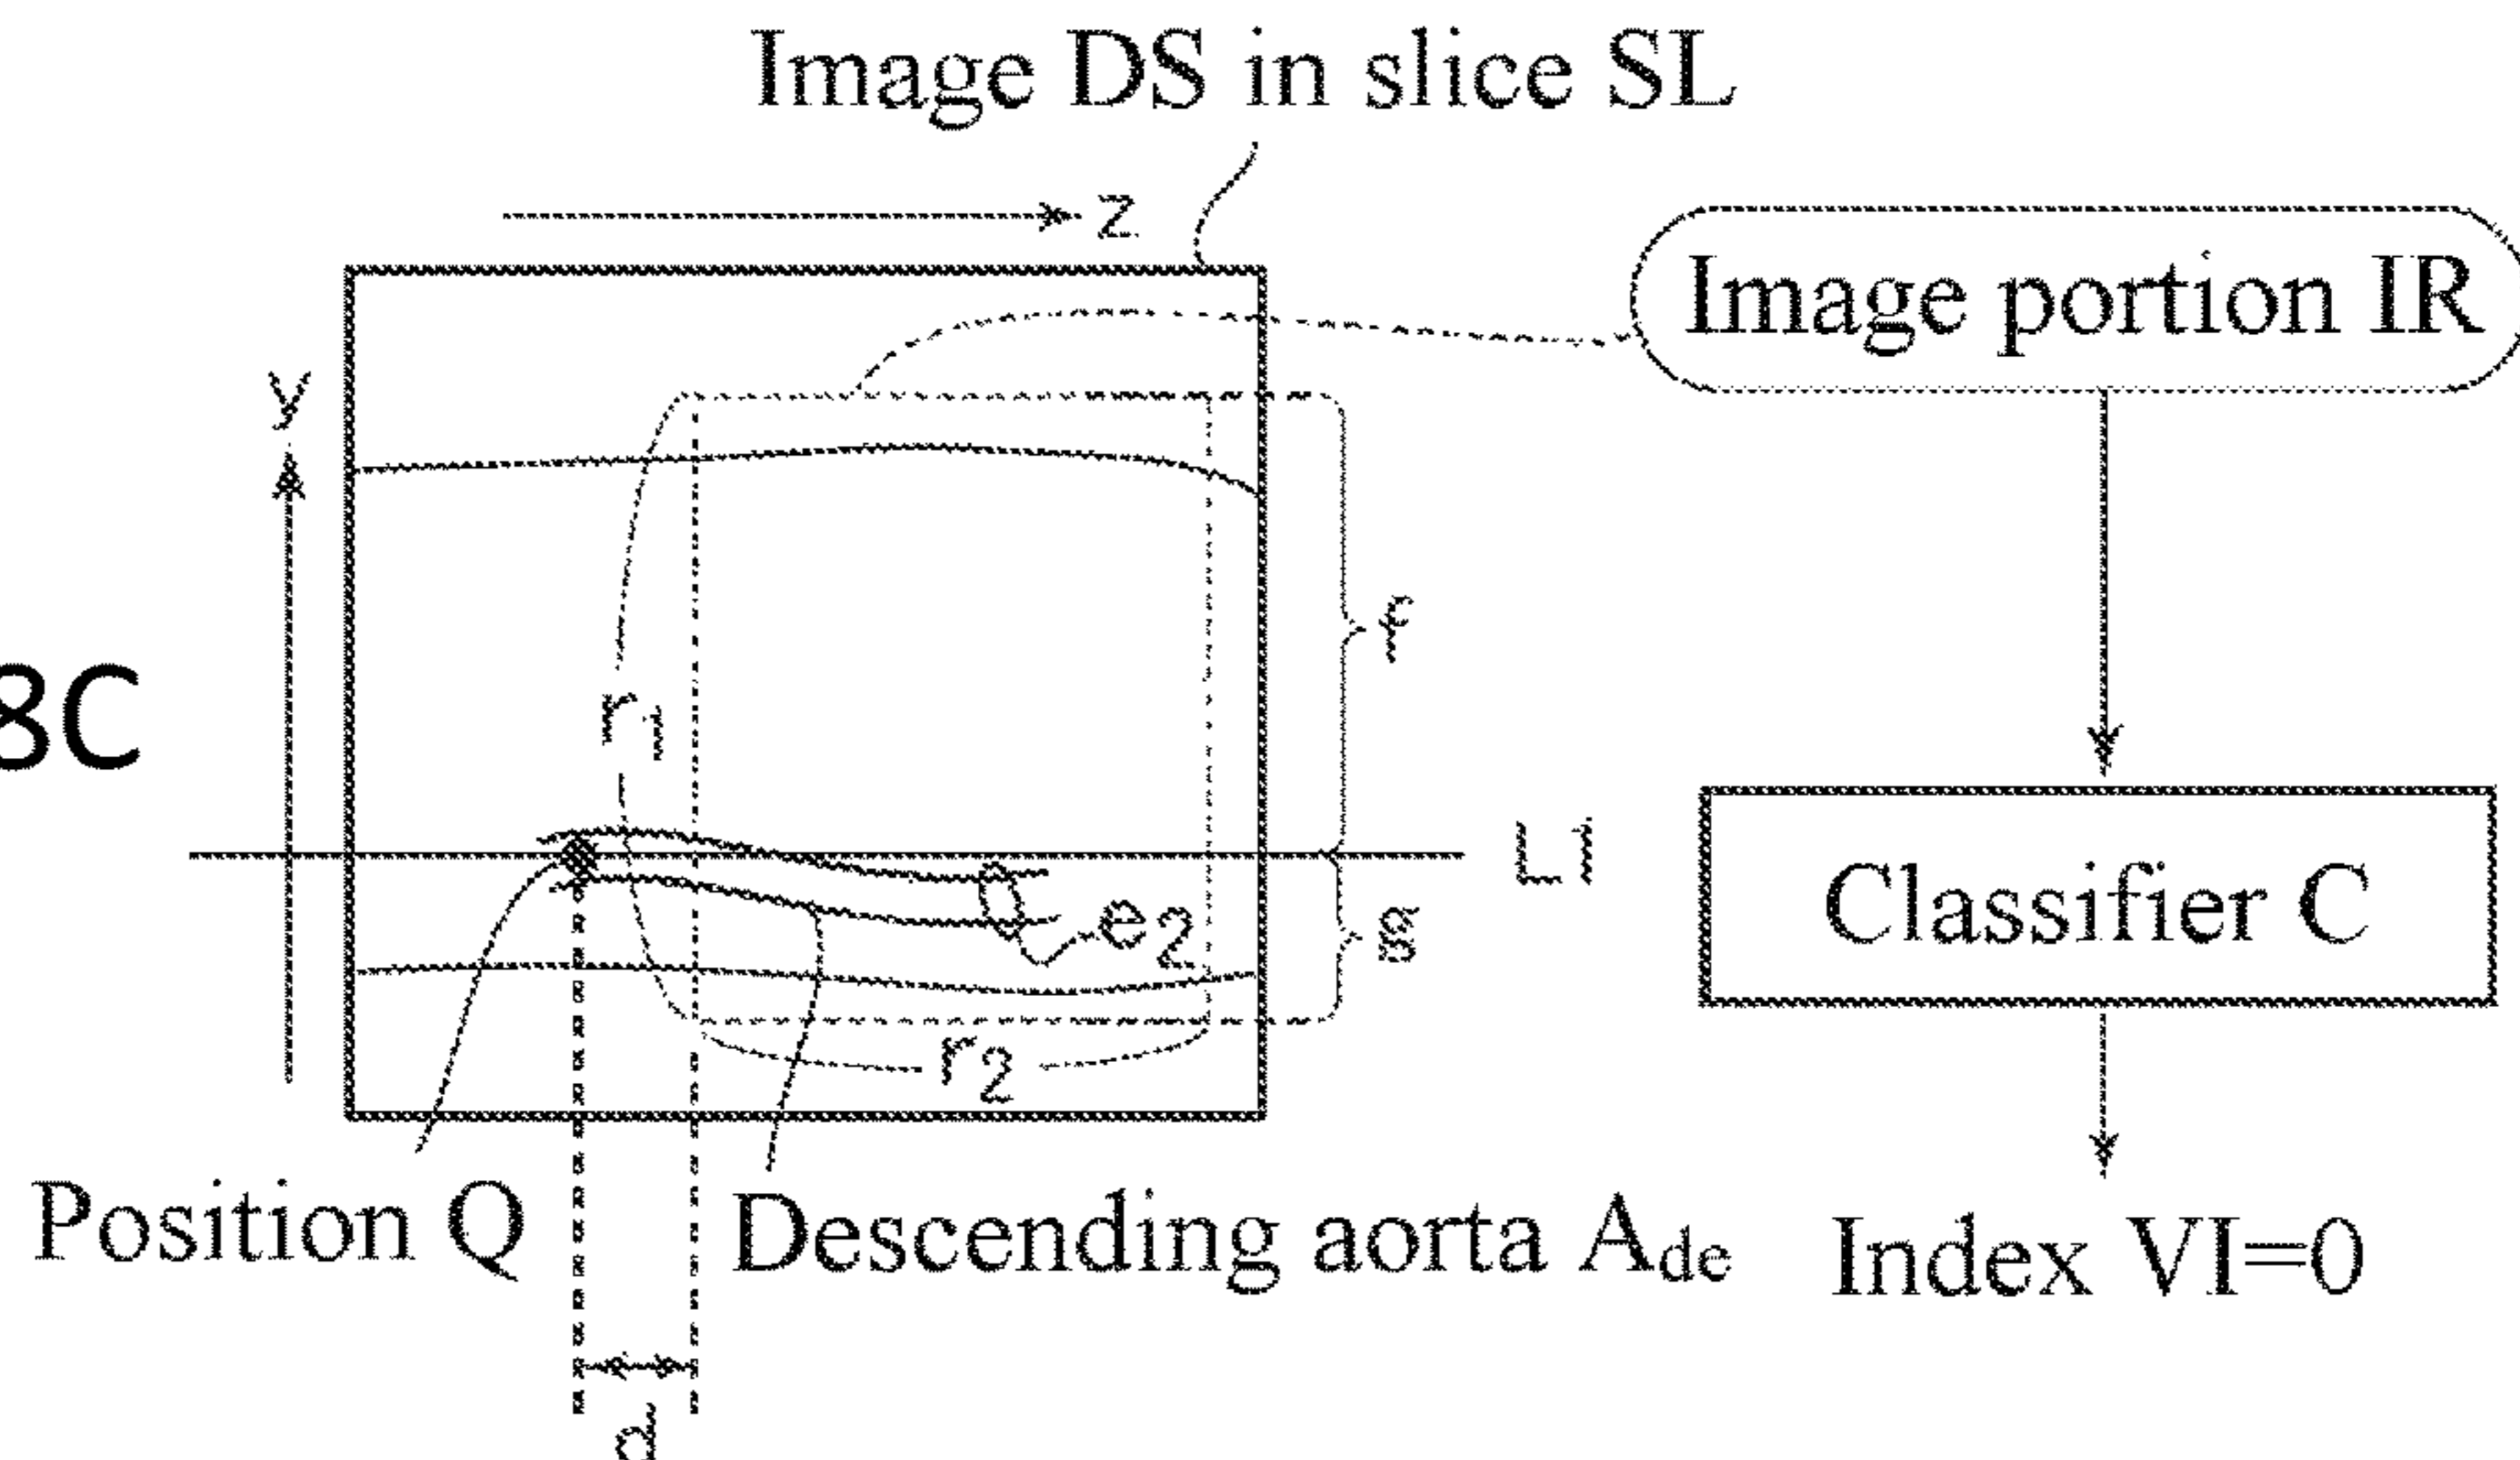 Image DS in slice SL
z
Image portion IR
y
f
r1
8C
L1
Classifier C
e2
g
r2
Position Q
Descending aorta Ade
Index VI=0
d